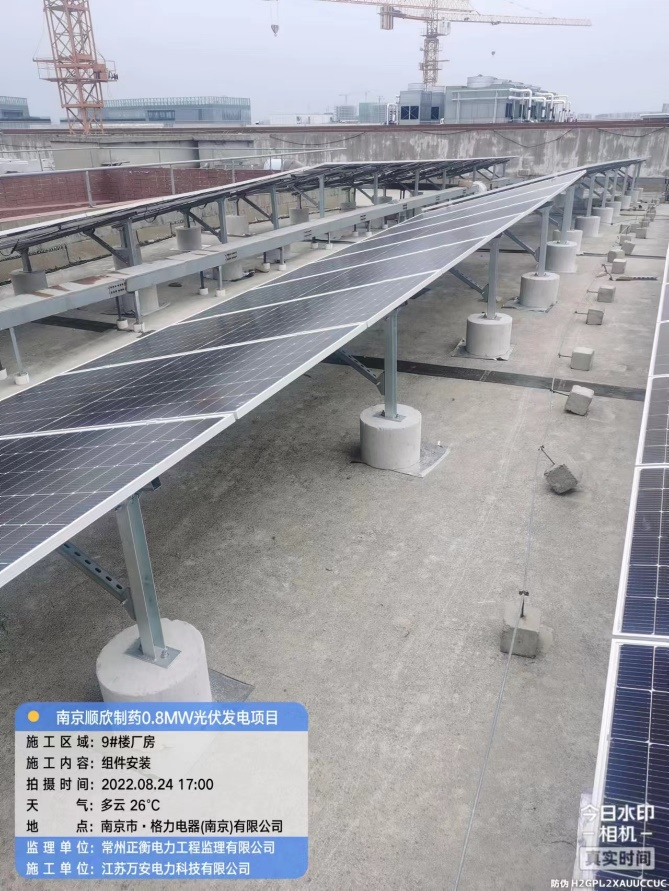 南京顺欣制药0.8MW光伏发电项目
施工区域：9#楼厂房
施工内容：组件安装
拍摄时间：2022.08.24 17:00
天气：多云 26°C
地点：南京市·格力电器(南京)有限公司
监理单位：常州正衡电力工程监理有限公司
施工单位：江苏万安电力科技有限公司
今日水印
-相机-
真实时间
防伪 H2GPL2XAUUCCUC